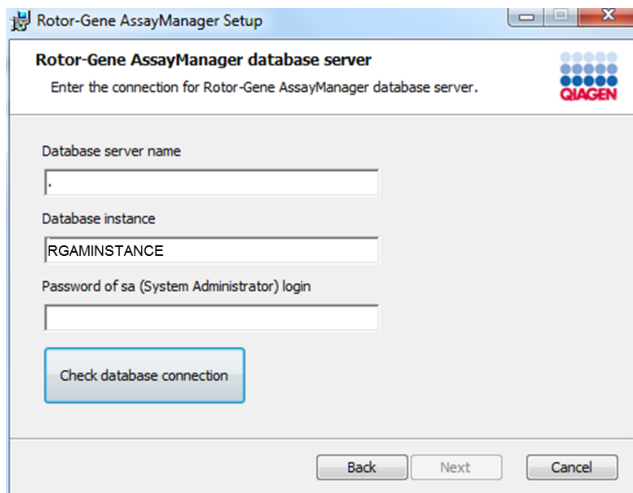 Rotor-Gene AssayManager Setup
Rotor-Gene AssayManager database server
Enter the connection for Rotor-Gene AssayManager database server.
QIAGEN
Database server name
.
Database instance
RGAMINSTANCE
Password of sa (System Administrator) login
Check database connection
Back
Next
Cancel